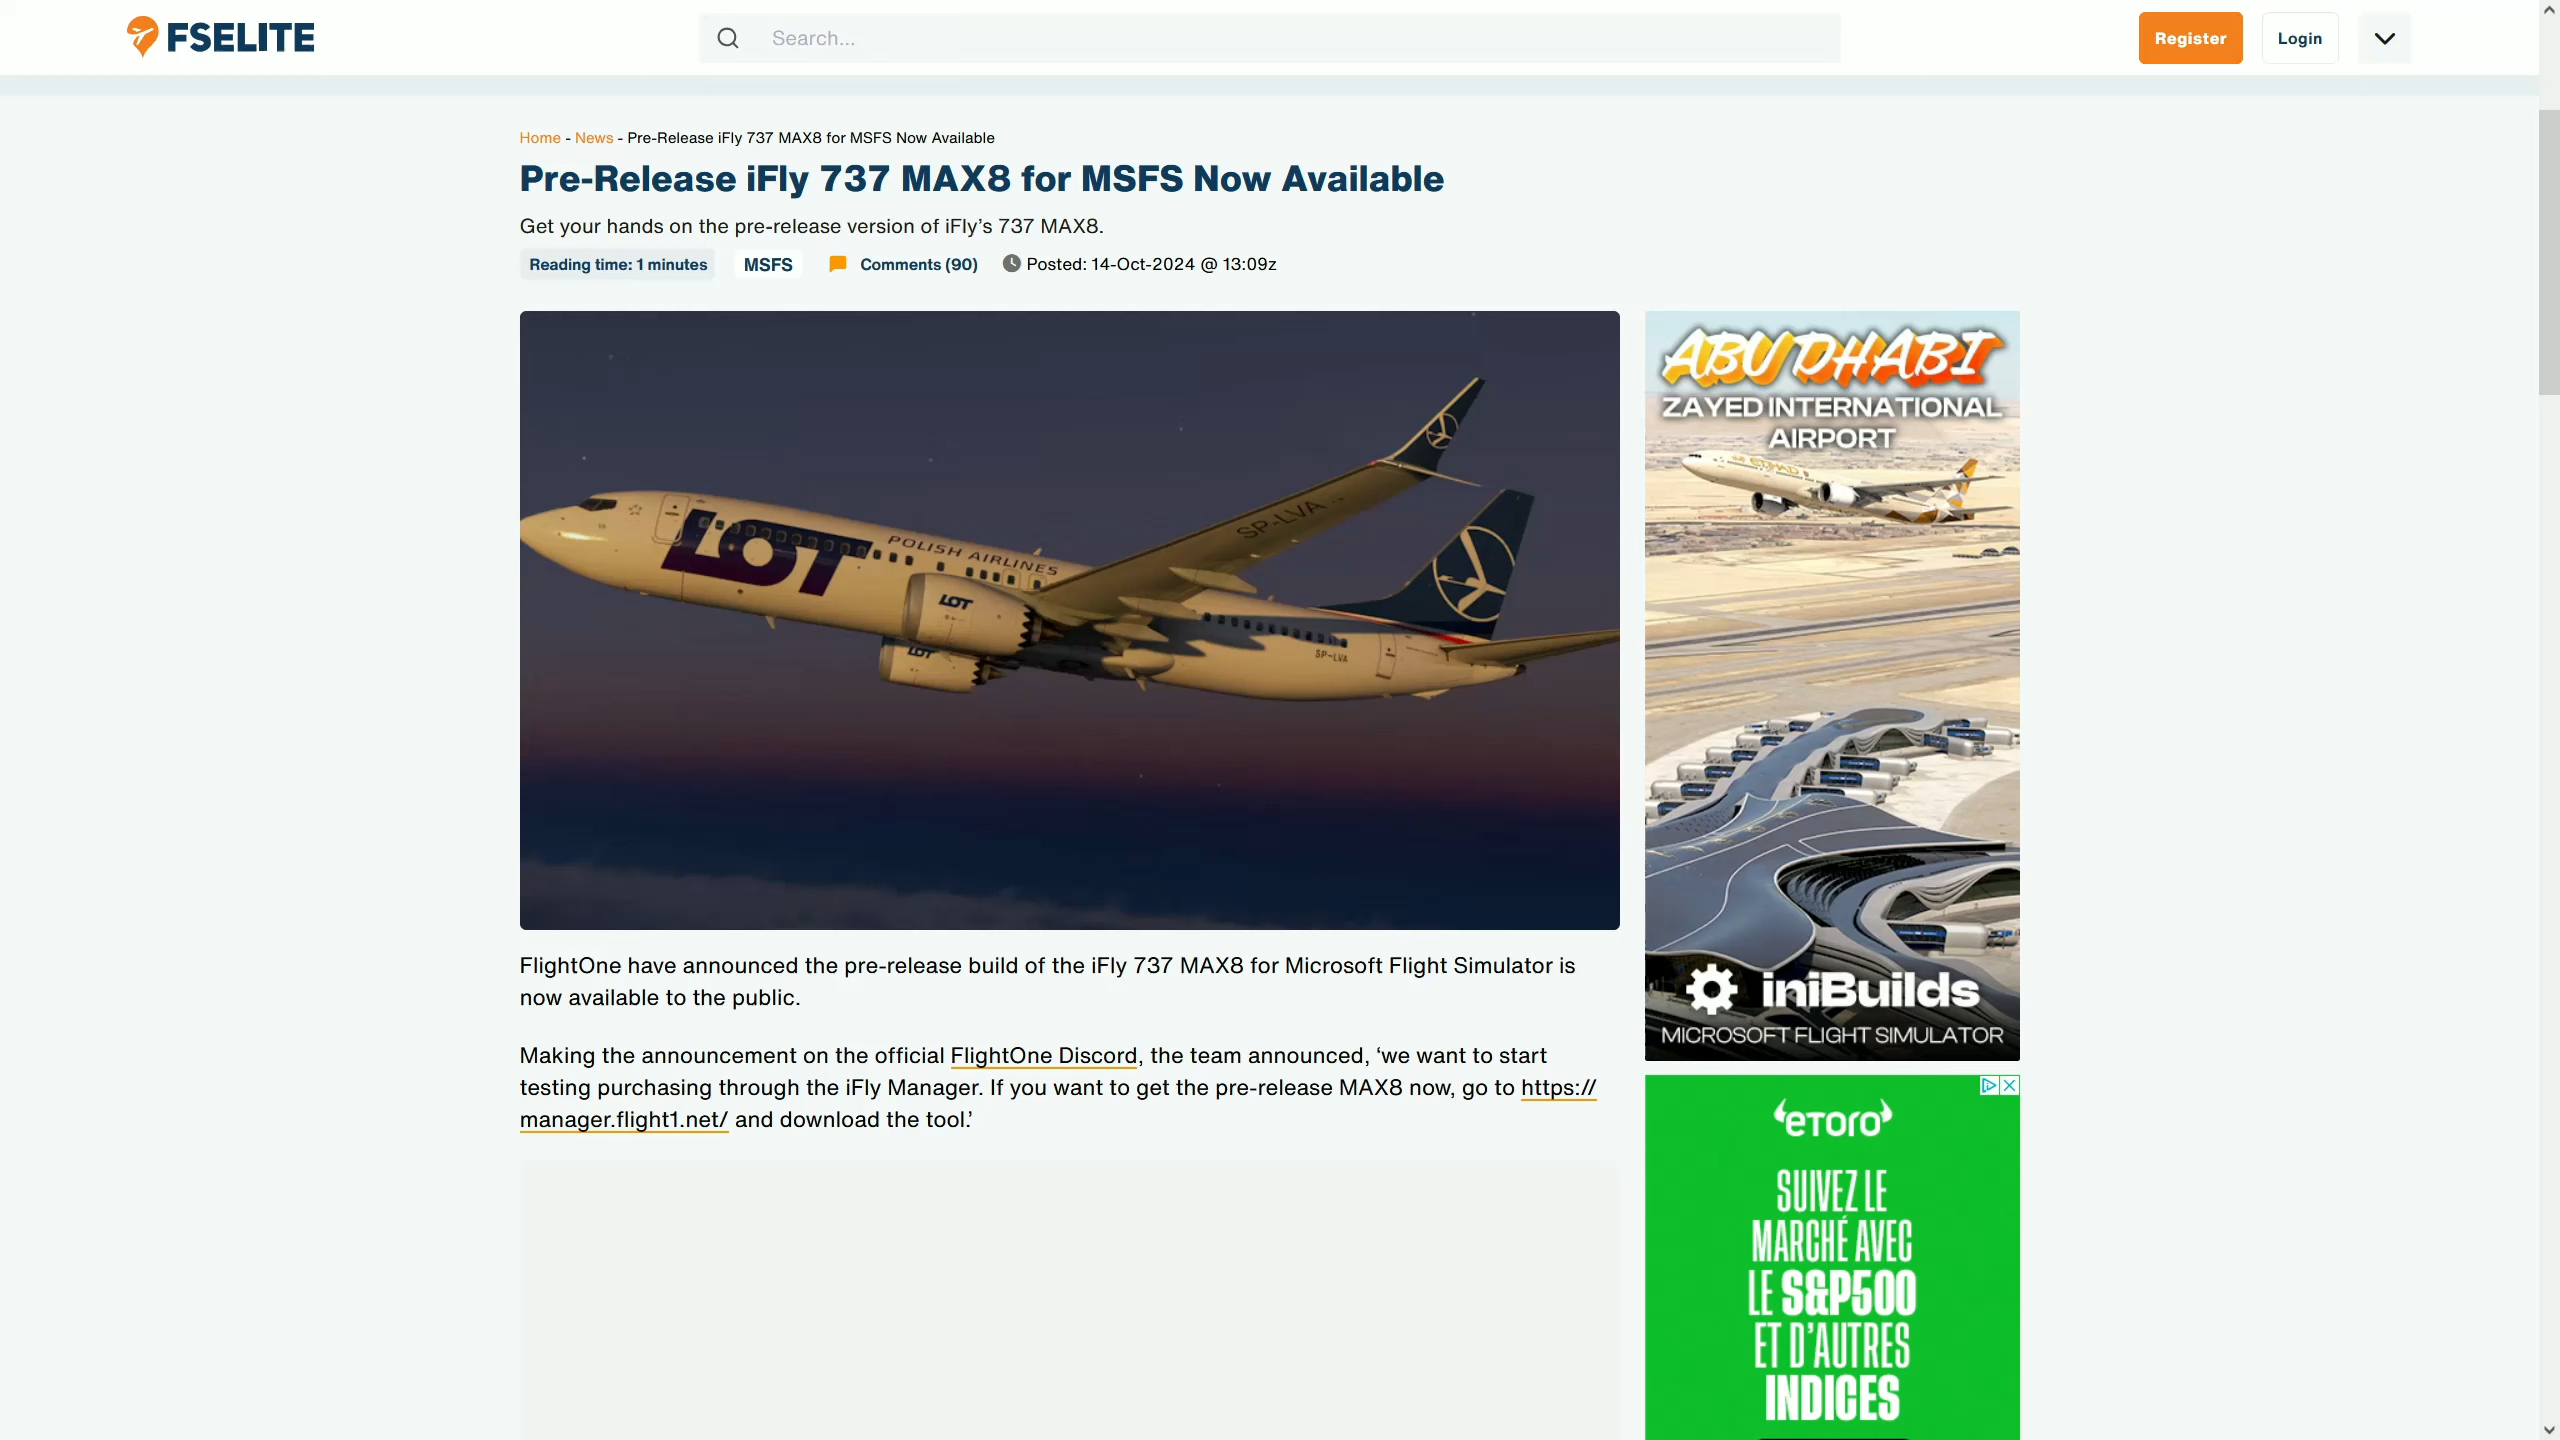 FSELITE
Search...
Register
Login
Home - News - Pre-Release iFly 737 MAX8 for MSFS Now Available
Pre-Release iFly 737 MAX8 for MSFS Now Available
Get your hands on the pre-release version of iFly’s 737 MAX8.
Reading time: 1 minutes
MSFS
Comments (90)
Posted: 14-Oct-2024 @ 13:09z
LOT
POLISH AIRLINES
SP-LVA
LOT
LOT
SP-LVA
ABU DHABI
ZAYED INTERNATIONAL
AIRPORT
ETIHAD
iniBuilds
MICROSOFT FLIGHT SIMULATOR
FlightOne have announced the pre-release build of the iFly 737 MAX8 for Microsoft Flight Simulator is
now available to the public.
Making the announcement on the official FlightOne Discord, the team announced, ‘we want to start
testing purchasing through the iFly Manager. If you want to get the pre-release MAX8 now, go to https://
manager.flight1.net/ and download the tool.’
eTORO
SUIVEZ LE
MARCHÉ AVEC
LE S&P500
ET D’AUTRES
INDICES